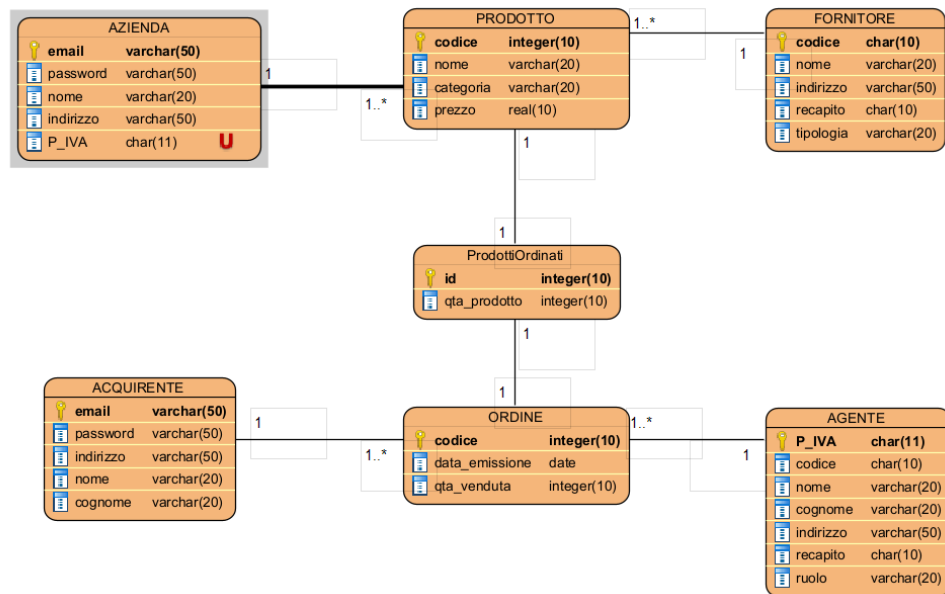 AZIENDA
email varchar(50)
password varchar(50)
nome varchar(20)
indirizzo varchar(50)
P_IVA char(11) U
1
1..*
PRODOTTO
codice integer(10)
nome varchar(20)
categoria varchar(20)
prezzo real(10)
1..*
1
FORNITORE
codice char(10)
nome varchar(20)
indirizzo varchar(50)
recapito char(10)
tipologia varchar(20)
1
1
ProdottiOrdinati
id integer(10)
qta_prodotto integer(10)
1
1
ACQUIRENTE
email varchar(50)
password varchar(50)
indirizzo varchar(50)
nome varchar(20)
cognome varchar(20)
1
1..*
ORDINE
codice integer(10)
data_emissione date
qta_venduta integer(10)
1..*
1
AGENTE
P_IVA char(11)
codice char(10)
nome varchar(20)
cognome varchar(20)
indirizzo varchar(50)
recapito char(10)
ruolo varchar(20)